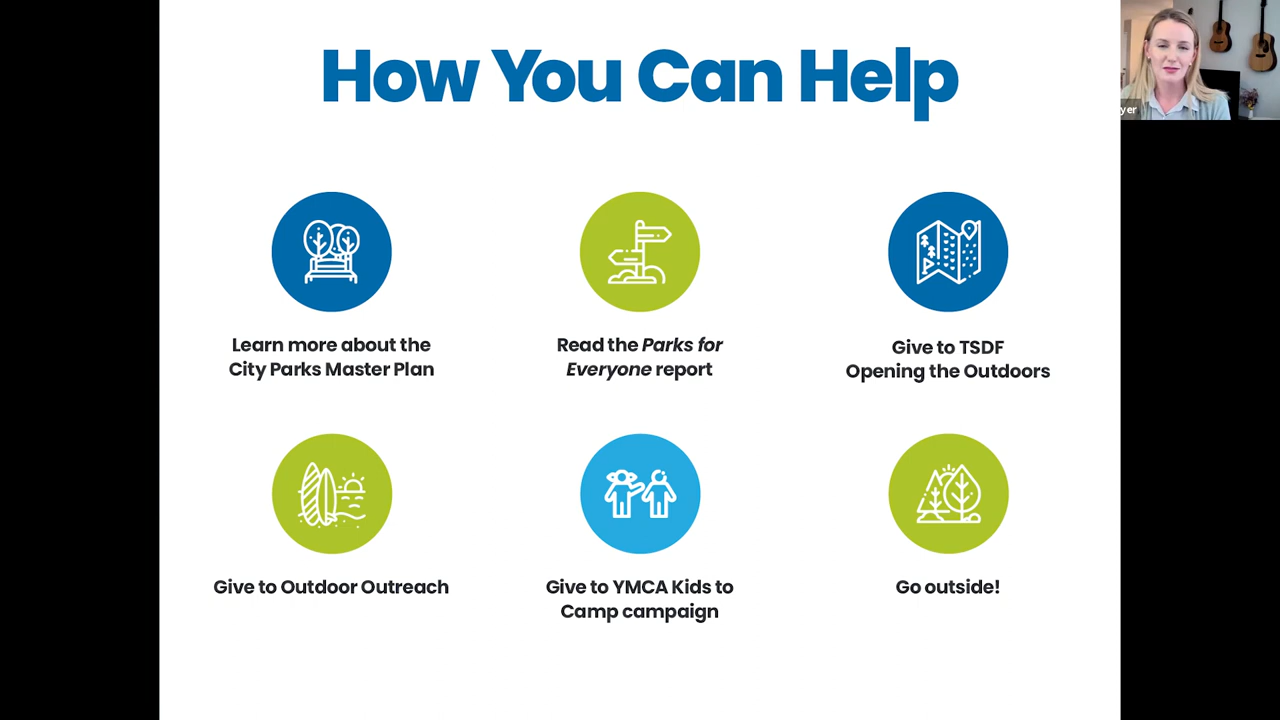 How You Can Help
yer
Learn more about the
City Parks Master Plan
Read the Parks for
Everyone report
Give to TSDF
Opening the Outdoors
Give to Outdoor Outreach
Give to YMCA Kids to
Camp campaign
Go outside!